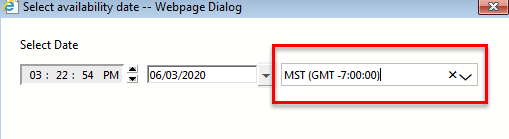 Select availability date -- Webpage Dialog
Select Date
03 : 22 : 54 PM 06/03/2020 MST (GMT -7:00:00)